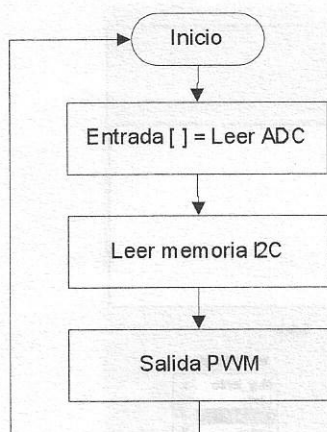 Inicio
Entrada [ ] = Leer ADC
Leer memoria I2C
Salida PWM